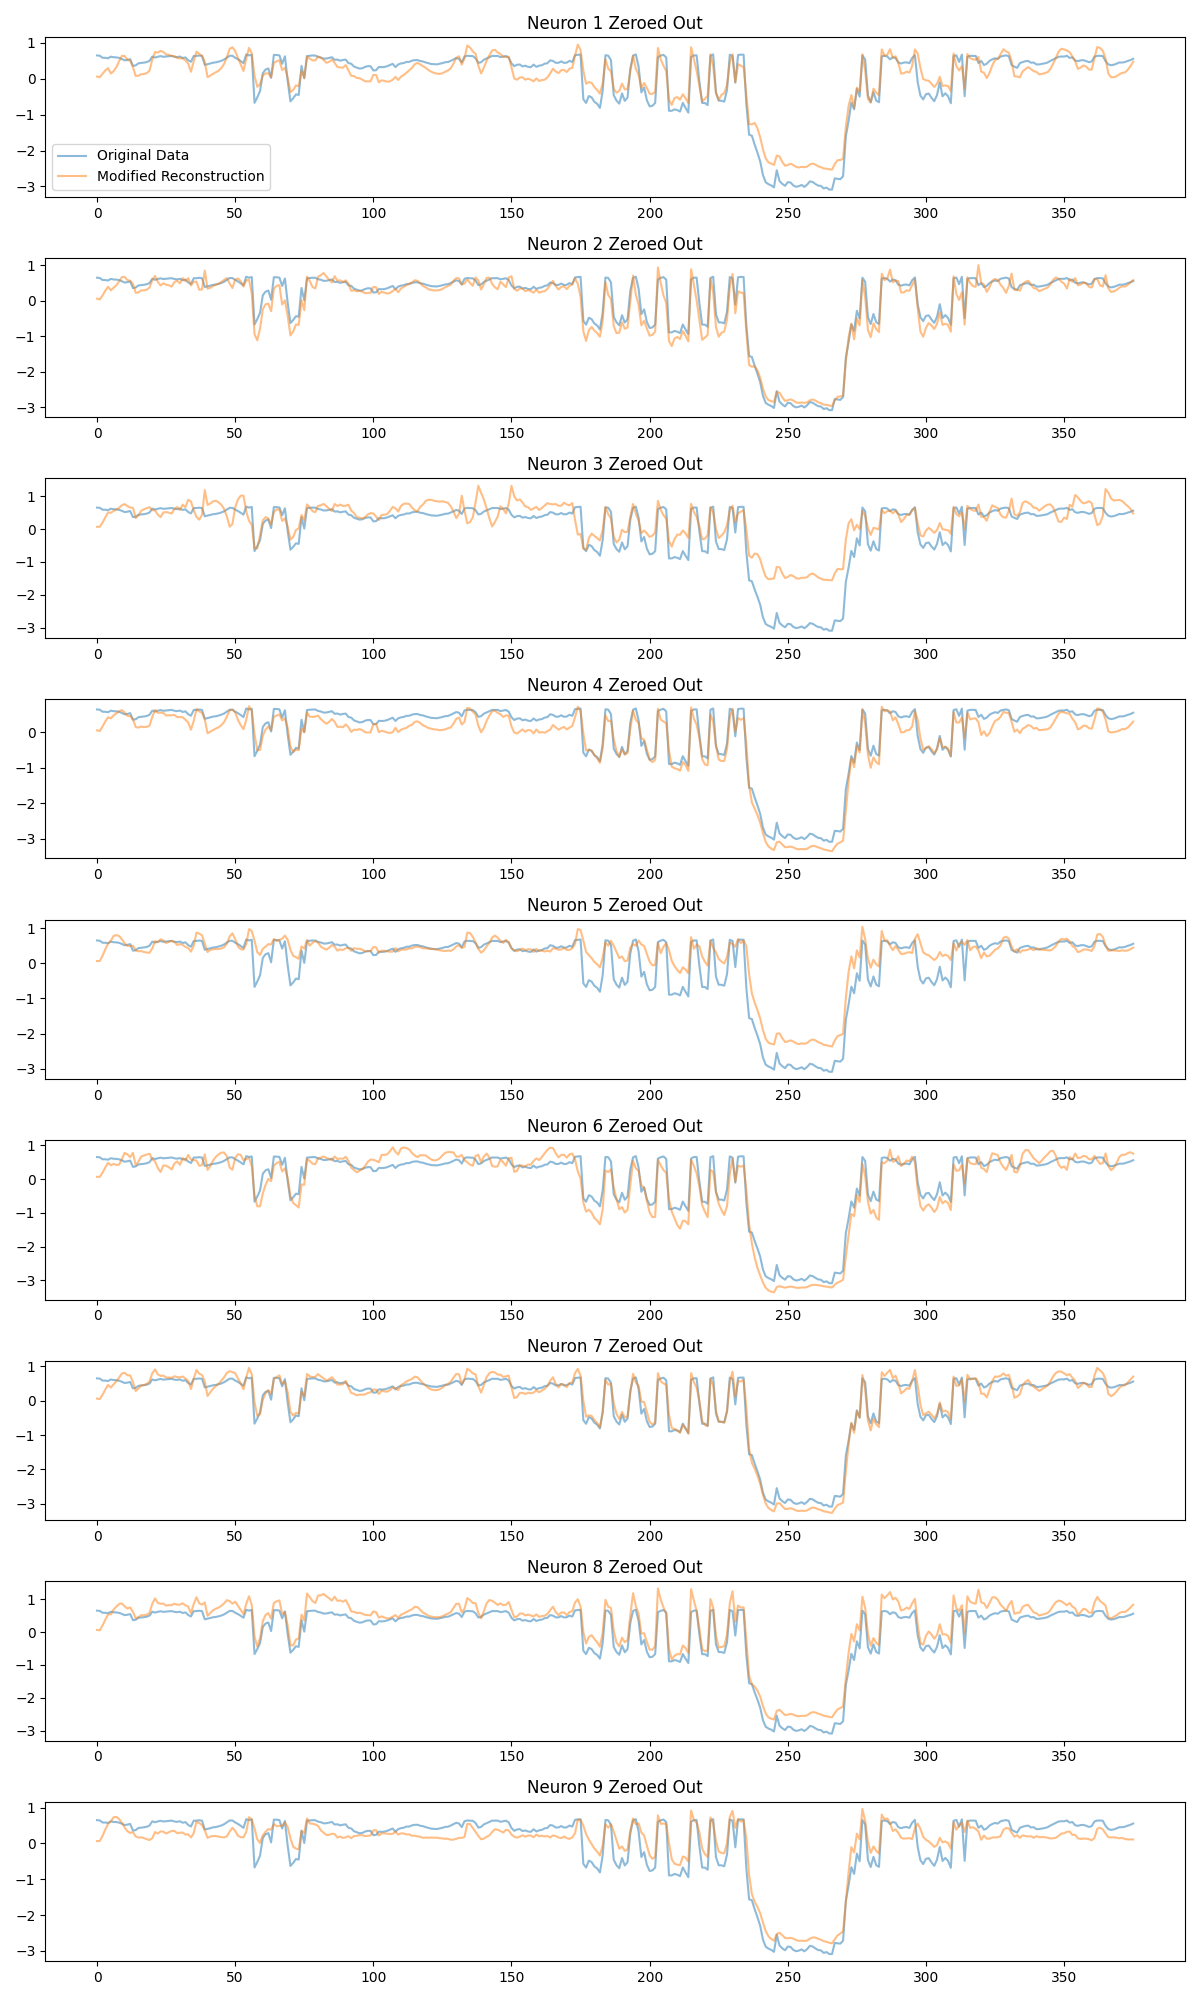 Neuron 1 Zeroed Out
1
0
−1
−2
−3
Original Data
Modified Reconstruction
0 50 100 150 200 250 300 350
Neuron 2 Zeroed Out
1
0
−1
−2
−3
0 50 100 150 200 250 300 350
Neuron 3 Zeroed Out
1
0
−1
−2
−3
0 50 100 150 200 250 300 350
Neuron 4 Zeroed Out
0
−1
−2
−3
0 50 100 150 200 250 300 350
Neuron 5 Zeroed Out
1
0
−1
−2
−3
0 50 100 150 200 250 300 350
Neuron 6 Zeroed Out
1
0
−1
−2
−3
0 50 100 150 200 250 300 350
Neuron 7 Zeroed Out
1
0
−1
−2
−3
0 50 100 150 200 250 300 350
Neuron 8 Zeroed Out
1
0
−1
−2
−3
0 50 100 150 200 250 300 350
Neuron 9 Zeroed Out
1
0
−1
−2
−3
0 50 100 150 200 250 300 350